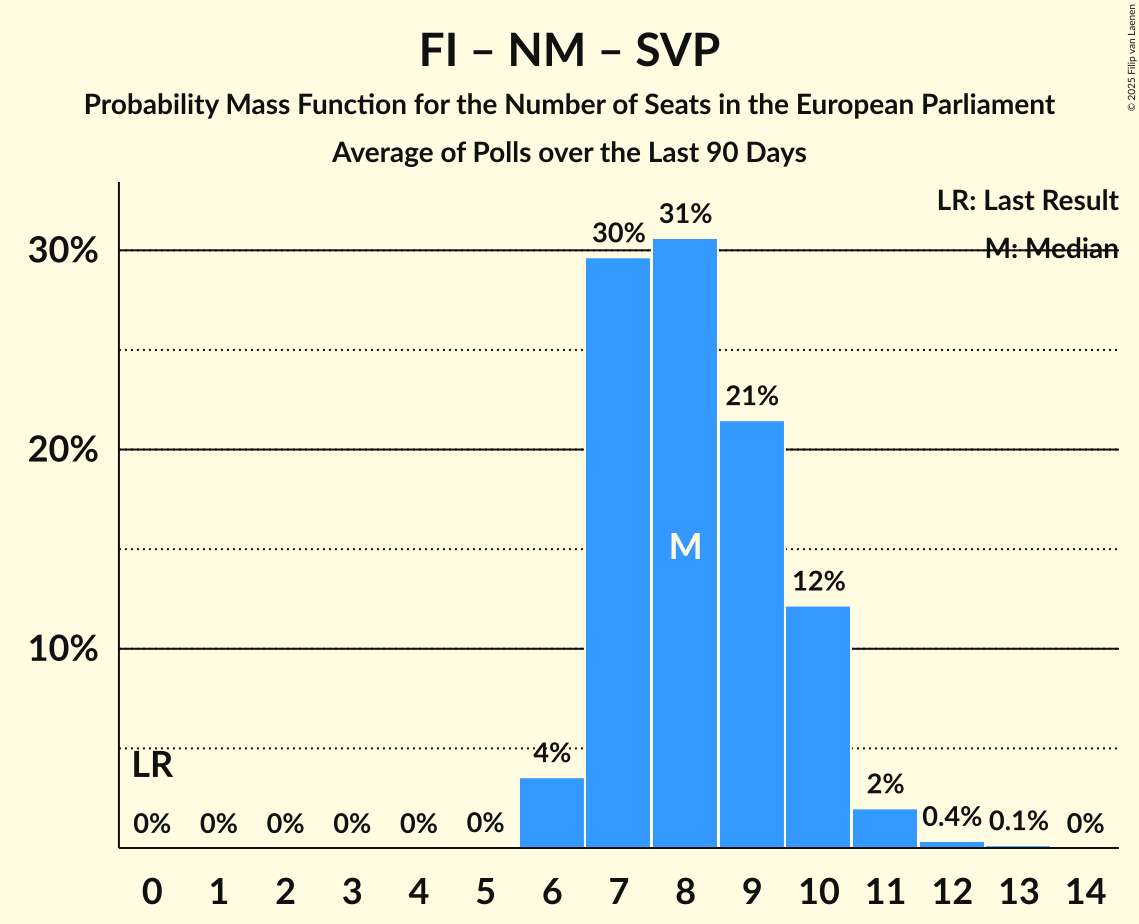 FI – NM – SVP
Probability Mass Function for the Number of Seats in the European Parliament
Average of Polls over the Last 90 Days
© 2025 Filip van Laenen
LR: Last Result
M: Median
30%
20%
10%
LR
M
0% 0% 0% 0% 0% 0% 4% 30% 31% 21% 12% 2% 0.4% 0.1% 0%
0 1 2 3 4 5 6 7 8 9 10 11 12 13 14